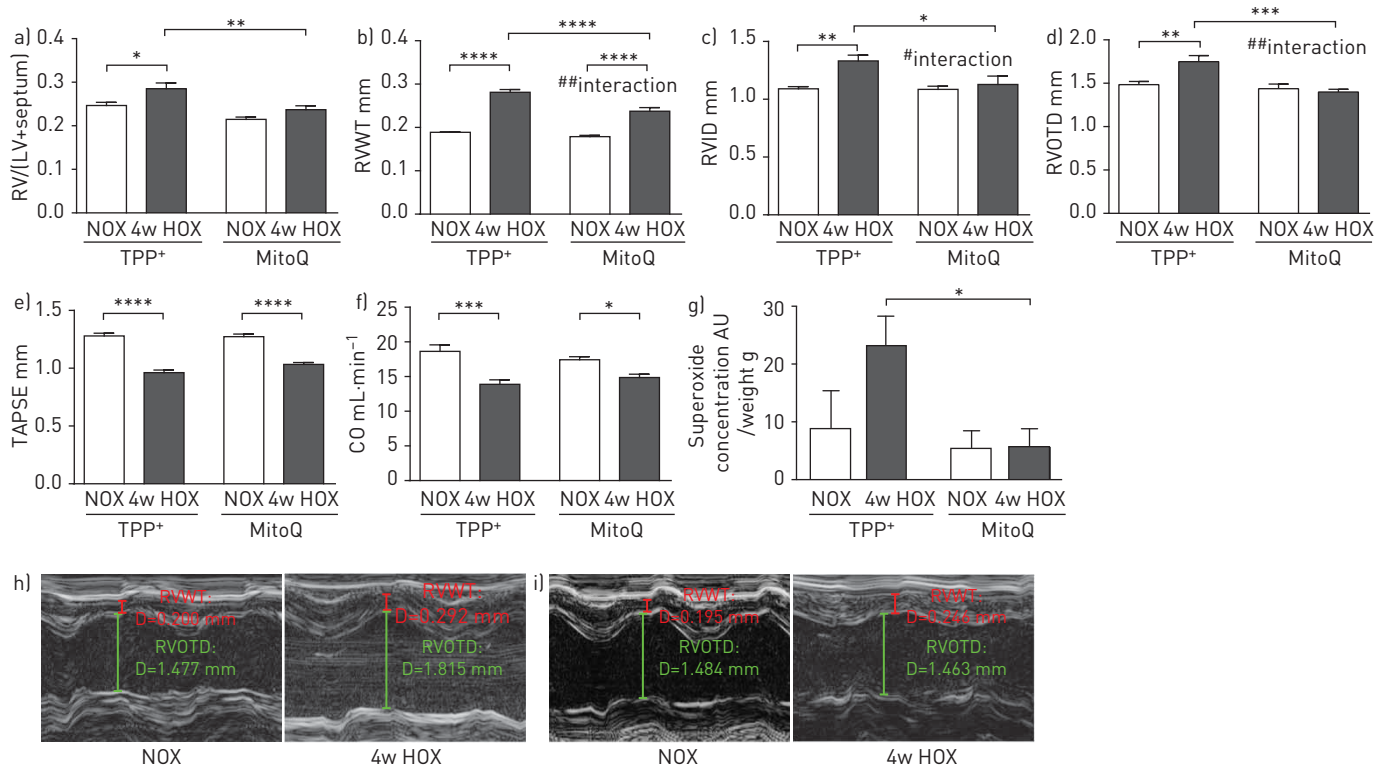 a)
RV/(LV+septum)
0.4
0.3
0.2
0.1
0.0
*
**
NOX 4w HOX NOX 4w HOX
TPP+ MitoQ
b)
RVWT mm
0.4
0.3
0.2
0.1
0.0
****
****
****
##interaction
NOX 4w HOX NOX 4w HOX
TPP+ MitoQ
c)
RVID mm
1.5
1.0
0.5
0.0
**
*
#interaction
NOX 4w HOX NOX 4w HOX
TPP+ MitoQ
d)
RVOTD mm
2.0
1.5
1.0
0.5
0.0
**
***
##interaction
NOX 4w HOX NOX 4w HOX
TPP+ MitoQ
e)
TAPSE mm
1.5
1.0
0.5
0.0
****
****
NOX 4w HOX NOX 4w HOX
TPP+ MitoQ
f)
CO mL·min−1
25
20
15
10
5
0
***
*
NOX 4w HOX NOX 4w HOX
TPP+ MitoQ
g)
Superoxide
concentration AU
/weight g
30
20
10
0
*
NOX 4w HOX NOX 4w HOX
TPP+ MitoQ
h)
RVWT:
D=0.200 mm
RVOTD:
D=1.477 mm
NOX
RVWT:
D=0.292 mm
RVOTD:
D=1.815 mm
4w HOX
i)
RVWT:
D=0.195 mm
RVOTD:
D=1.484 mm
NOX
RVWT:
D=0.246 mm
RVOTD:
D=1.463 mm
4w HOX